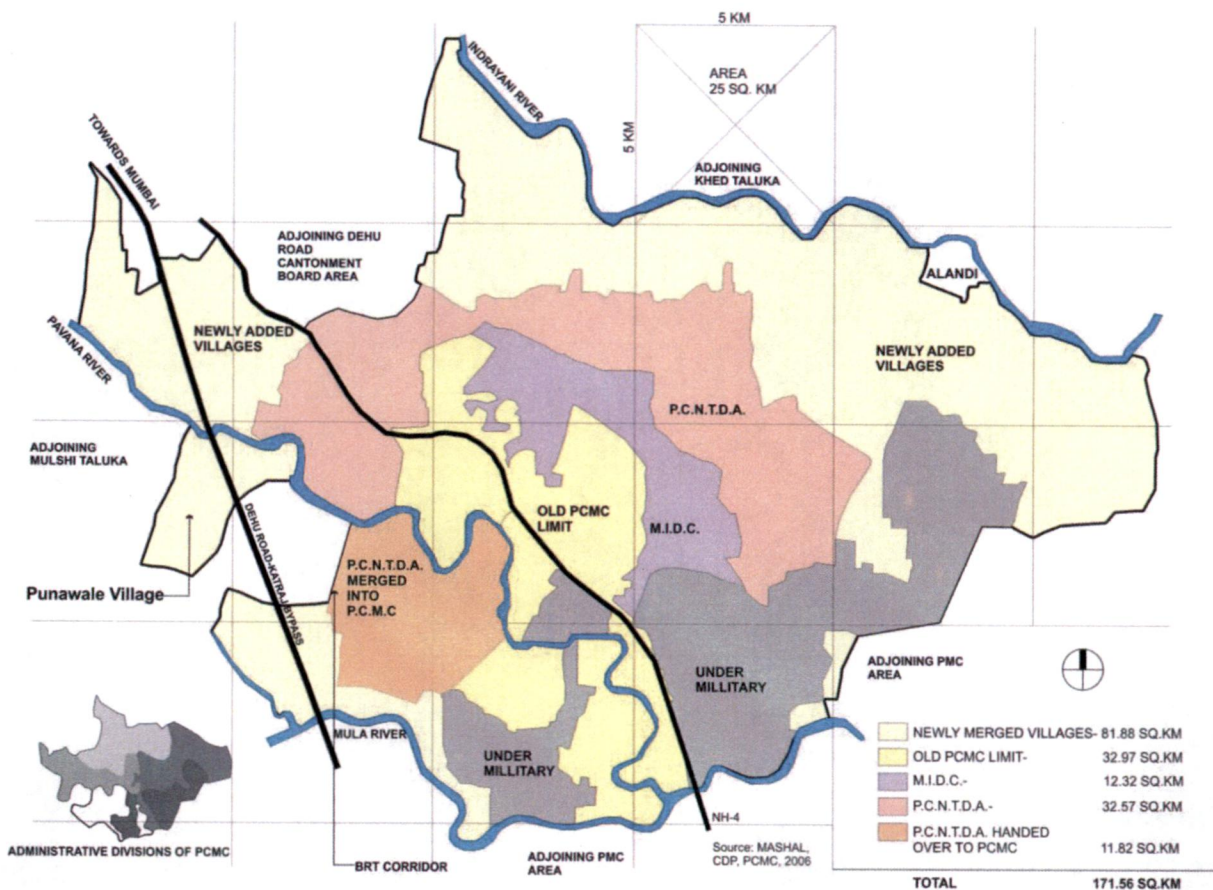 5 KM
INDRAYANI RIVER
AREA
25 SQ. KM
5 KM
TOWARDS MUMBAI
ADJOINING
KHED TALUKA
ADJOINING DEHU
ROAD
CANTONMENT
BOARD AREA
ALANDI
PAVANA RIVER
NEWLY ADDED
VILLAGES
NEWLY ADDED
VILLAGES
P.C.N.T.D.A.
ADJOINING
MULSHI TALUKA
DEHU ROAD-KATRAJ BYPASS
OLD PCMC
LIMIT
M.I.D.C.
P.C.N.T.D.A.
MERGED
INTO
P.C.M.C
Punawale Village
ADJOINING PMC
AREA
UNDER
MILLITARY
MULA RIVER
UNDER
MILLITARY
NEWLY MERGED VILLAGES- 81.88 SQ.KM
OLD PCMC LIMIT- 32.97 SQ.KM
M.I.D.C.- 12.32 SQ.KM
P.C.N.T.D.A.- 32.57 SQ.KM
P.C.N.T.D.A. HANDED
OVER TO PCMC 11.82 SQ.KM
TOTAL 171.56 SQ.KM
NH-4
Source: MASHAL,
CDP, PCMC, 2006
ADMINISTRATIVE DIVISIONS OF PCMC
BRT CORRIDOR
ADJOINING PMC
AREA